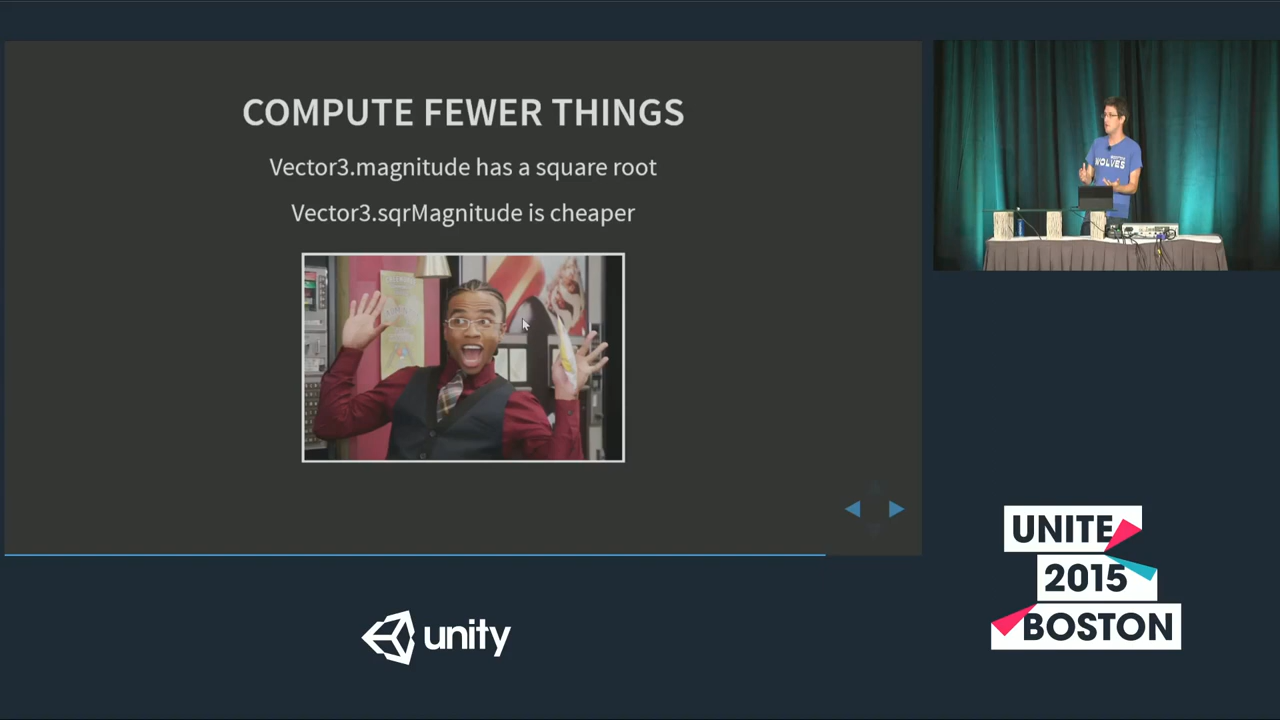 COMPUTE FEWER THINGS
Vector3.magnitude has a square root
Vector3.sqrMagnitude is cheaper
WOLVES
UNITE
2015
BOSTON
unity